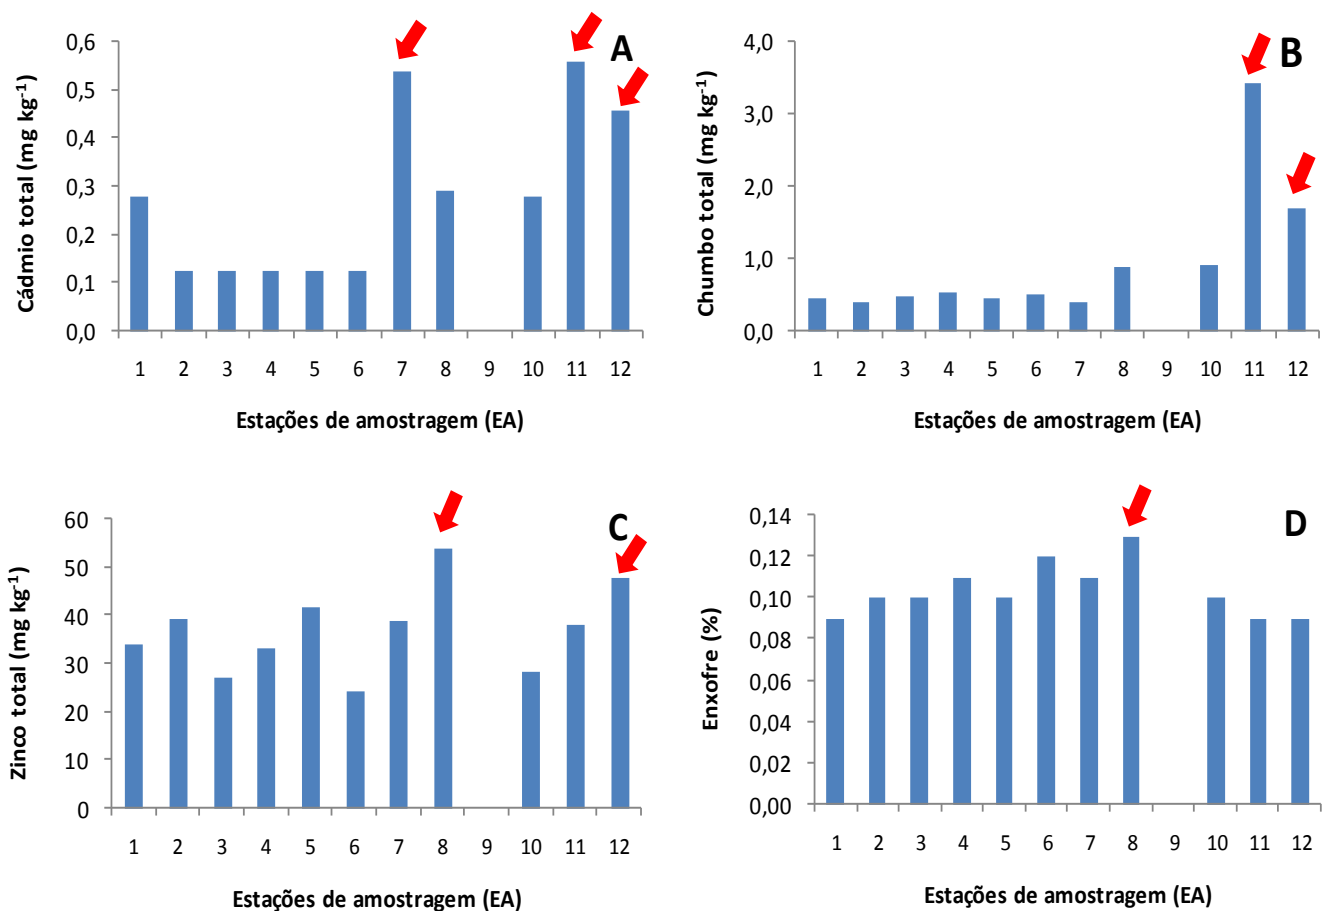 A
Cádmio total (mg kg-1)
0,6
0,5
0,4
0,3
0,2
0,1
0,0
1 2 3 4 5 6 7 8 9 10 11 12
Estações de amostragem (EA)
B
Chumbo total (mg kg-1)
4,0
3,0
2,0
1,0
0,0
1 2 3 4 5 6 7 8 9 10 11 12
Estações de amostragem (EA)
C
Zinco total (mg kg-1)
60
50
40
30
20
10
0
1 2 3 4 5 6 7 8 9 10 11 12
Estações de amostragem (EA)
D
Enxofre (%)
0,14
0,12
0,10
0,08
0,06
0,04
0,02
0,00
1 2 3 4 5 6 7 8 9 10 11 12
Estações de amostragem (EA)